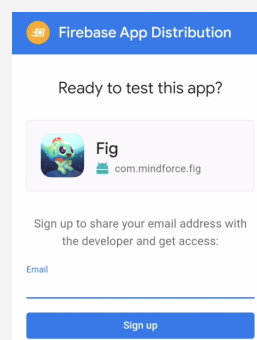 Firebase App Distribution
Ready to test this app?
Fig
com.mindforce.fig
Sign up to share your email address with
the developer and get access:
Email
Sign up